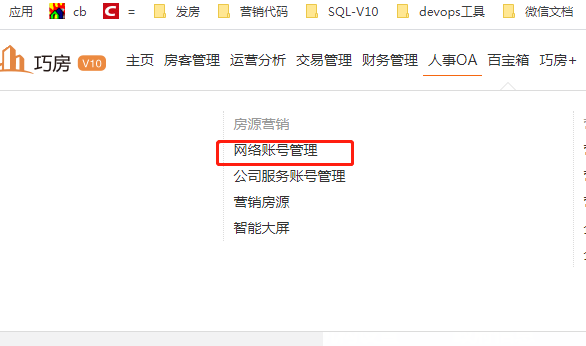 应用 cb = 发房 营销代码 SQL-V10 devops工具 微信文档
巧房 V10 主页 房客管理 运营分析 交易管理 财务管理 人事OA 百宝箱 巧房+
房源营销
网络账号管理
公司服务账号管理
营销房源
智能大屏